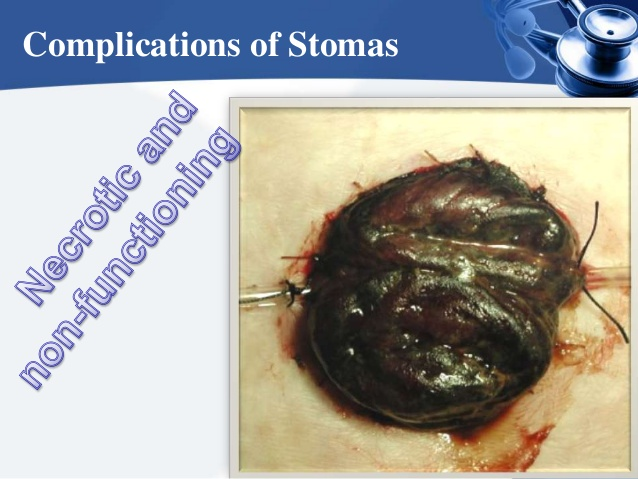 Complications of Stomas
Necrotic and
non-functioning